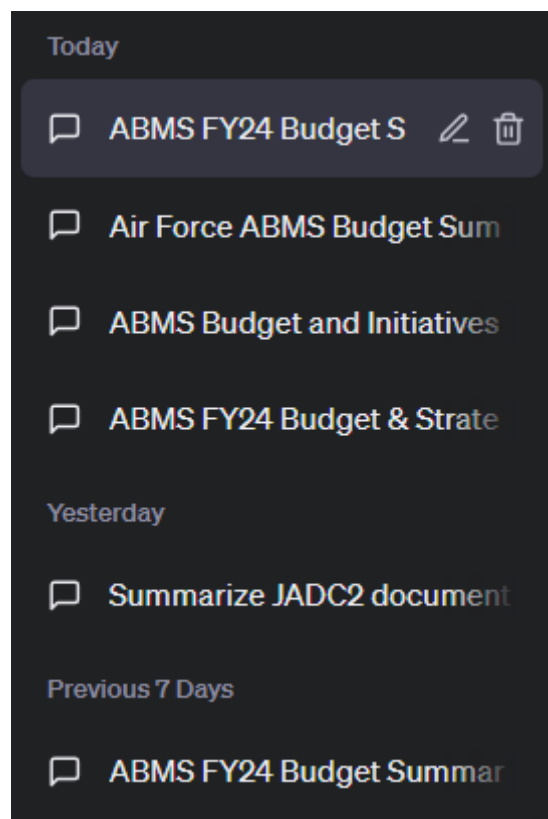 Today
ABMS FY24 Budget S
Air Force ABMS Budget Sum
ABMS Budget and Initiatives
ABMS FY24 Budget & Strate
Yesterday
Summarize JADC2 document
Previous 7 Days
ABMS FY24 Budget Summar